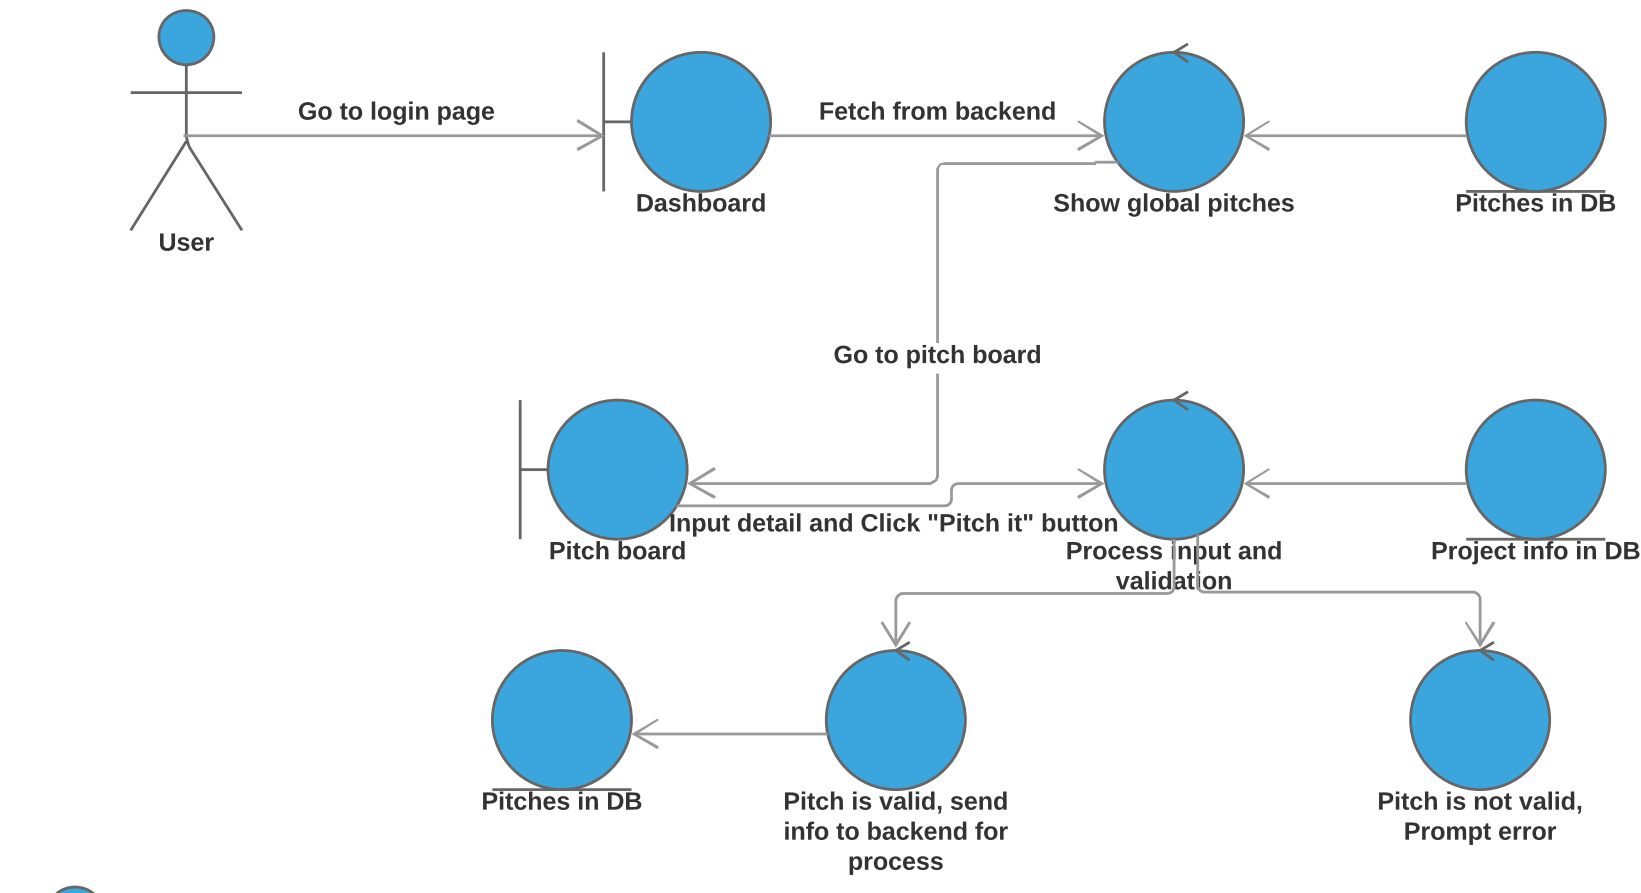 Go to login page
Fetch from backend
Dashboard
Show global pitches
Pitches in DB
User
Go to pitch board
Input detail and Click "Pitch it" button
Pitch board
Process input and
validation
Project info in DB
Pitches in DB
Pitch is valid, send
info to backend for
process
Pitch is not valid,
Prompt error